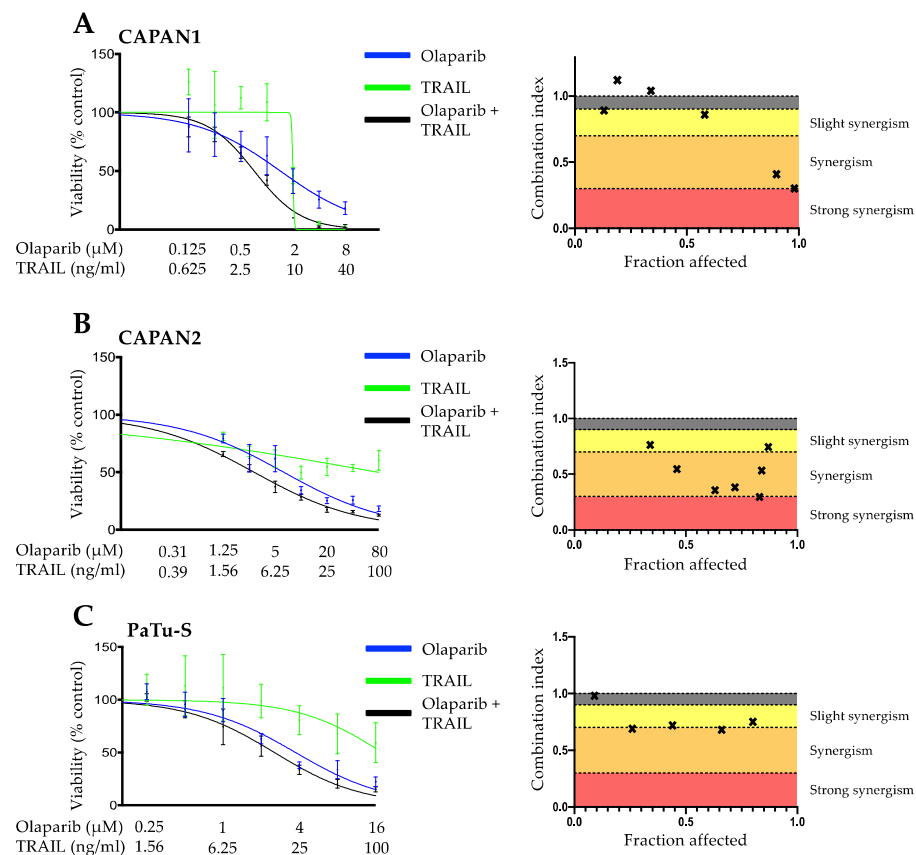 A
CAPAN1
Viability (% control)
150
100
50
0
Olaparib
TRAIL
Olaparib +
TRAIL
Olaparib (µM) 0.125 0.5 2 8
TRAIL (ng/ml) 0.625 2.5 10 40
Combination index
1.0
0.5
0.0
0.0 0.5 1.0
Fraction affected
Slight synergism
Synergism
Strong synergism
B
CAPAN2
Viability (% control)
150
100
50
0
Olaparib
TRAIL
Olaparib +
TRAIL
Olaparib (µM) 0.31 1.25 5 20 80
TRAIL (ng/ml) 0.39 1.56 6.25 25 100
Combination index
1.5
1.0
0.5
0.0
0.0 0.5 1.0
Fraction affected
Slight synergism
Synergism
Strong synergism
C
PaTu-S
Viability (% control)
150
100
50
0
Olaparib
TRAIL
Olaparib +
TRAIL
Olaparib (µM) 0.25 1 4 16
TRAIL (ng/ml) 1.56 6.25 25 100
Combination index
1.5
1.0
0.5
0.0
0.0 0.5 1.0
Fraction affected
Slight synergism
Synergism
Strong synergism